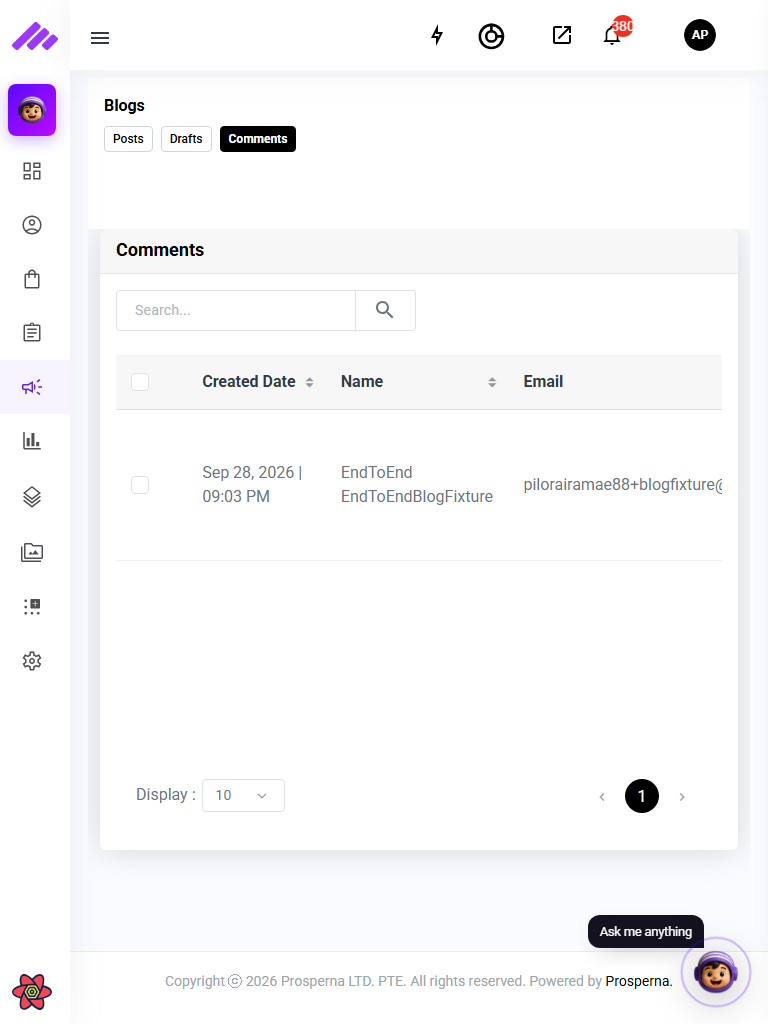 380
AP
Blogs
Posts
Drafts
Comments
Comments
Search...
Created Date
Name
Email
Sep 28, 2026 |
09:03 PM
EndToEnd
EndToEndBlogFixture
pilorairamae88+blogfixture@
Display :
10
1
Ask me anything
Copyright © 2026 Prosperna LTD. PTE. All rights reserved. Powered by Prosperna.